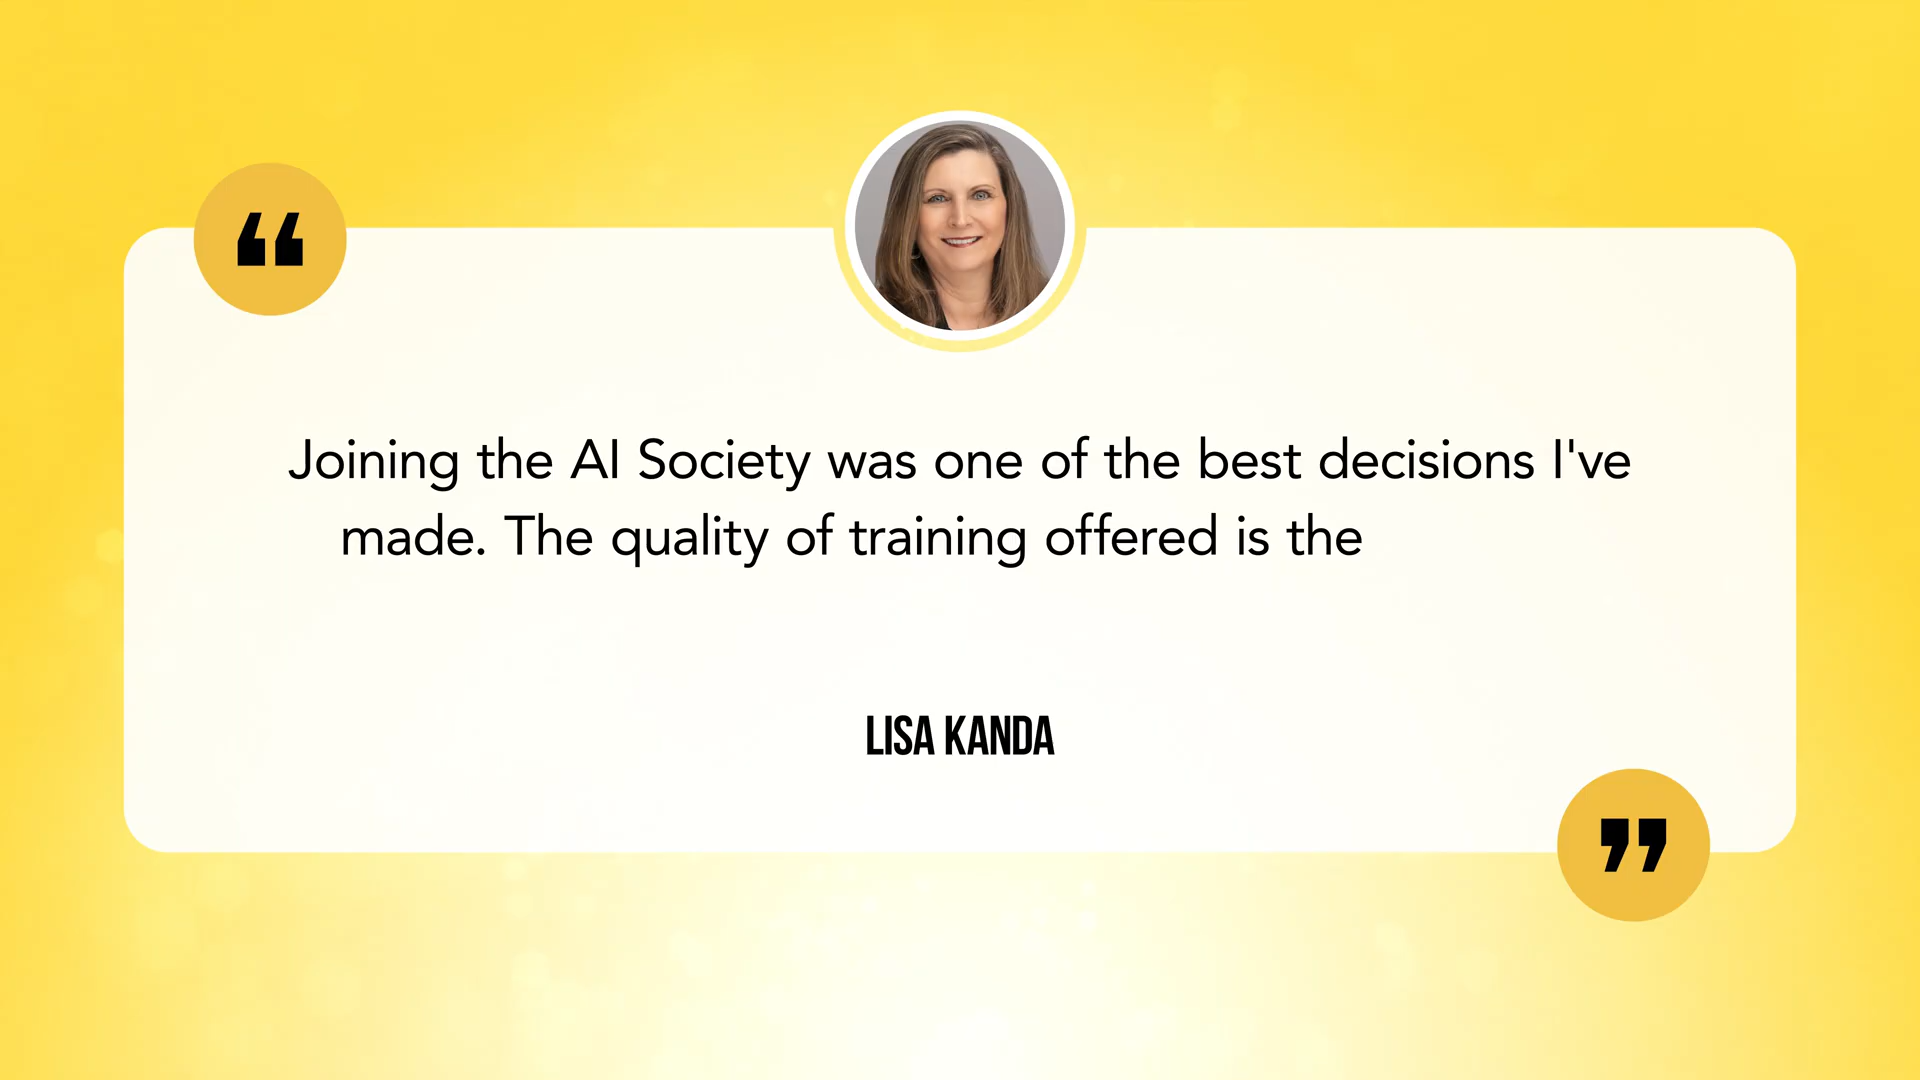 “
Joining the AI Society was one of the best decisions I've
made. The quality of training offered is the
LISA KANDA
”